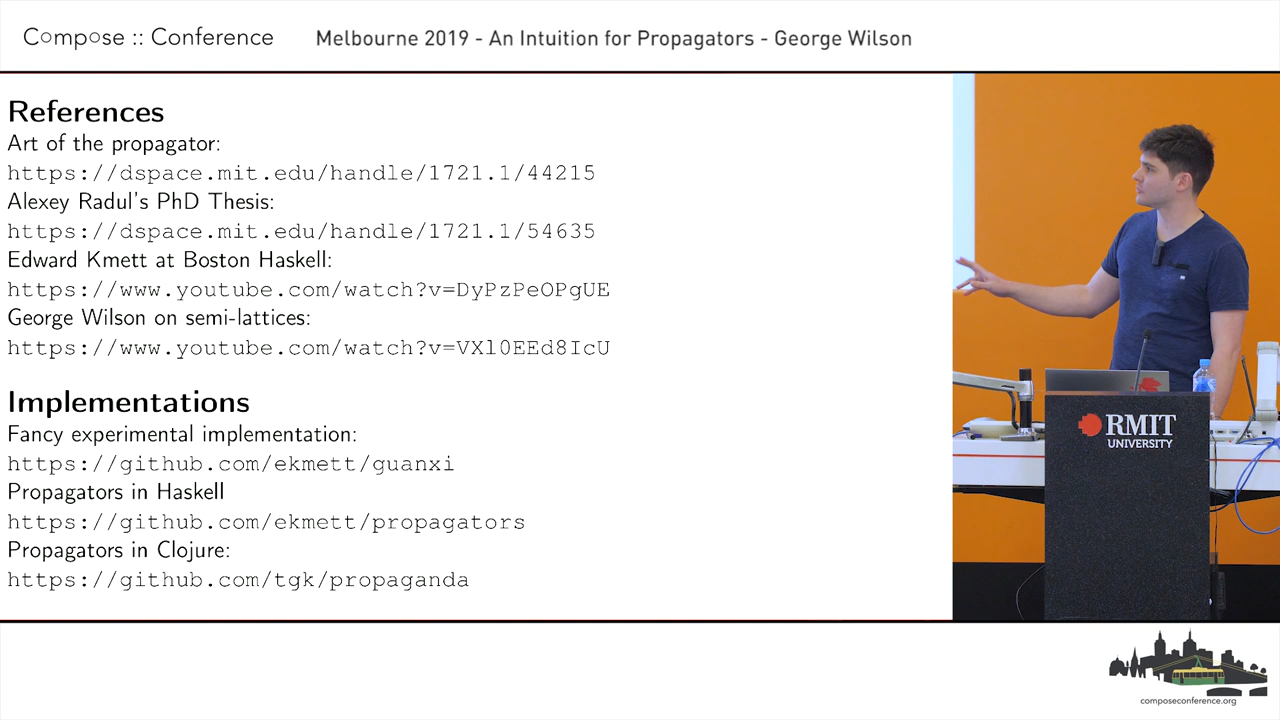 Compose :: Conference
Melbourne 2019 - An Intuition for Propagators - George Wilson
References
Art of the propagator:
https://dspace.mit.edu/handle/1721.1/44215
Alexey Radul's PhD Thesis:
https://dspace.mit.edu/handle/1721.1/54635
Edward Kmett at Boston Haskell:
https://www.youtube.com/watch?v=DyPzPeOPgUE
George Wilson on semi-lattices:
https://www.youtube.com/watch?v=VXl0EEd8IcU
Implementations
Fancy experimental implementation:
https://github.com/ekmett/guanxi
Propagators in Haskell
https://github.com/ekmett/propagators
Propagators in Clojure:
https://github.com/tgk/propaganda
RMIT
UNIVERSITY
composeconference.org